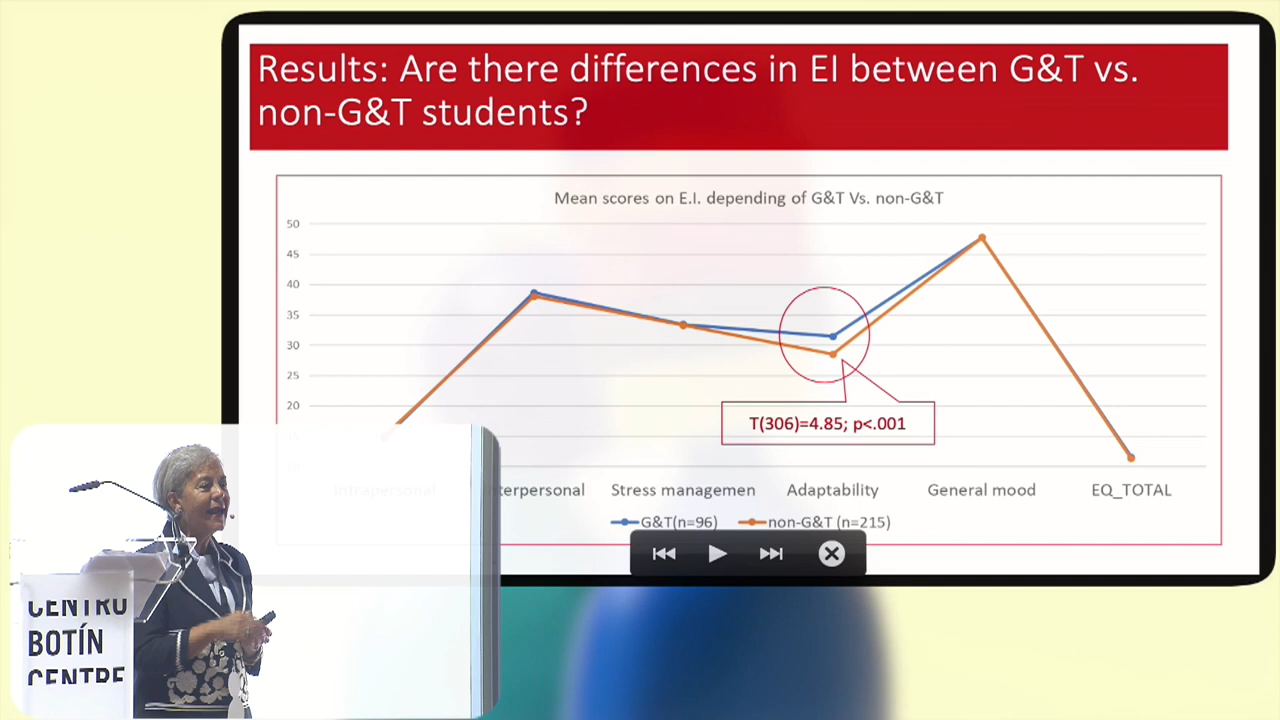 Results: Are there differences in EI between G&T vs.
non-G&T students?
Mean scores on E.I. depending of G&T Vs. non-G&T
50
45
40
35
30
25
20
T(306)=4.85; p<.001
Intrapersonal
terpersonal
Stress managemen
Adaptability
General mood
EQ_TOTAL
G&T(n=96)
non-G&T (n=215)
CENTRO
BOTÍN
CENTRE